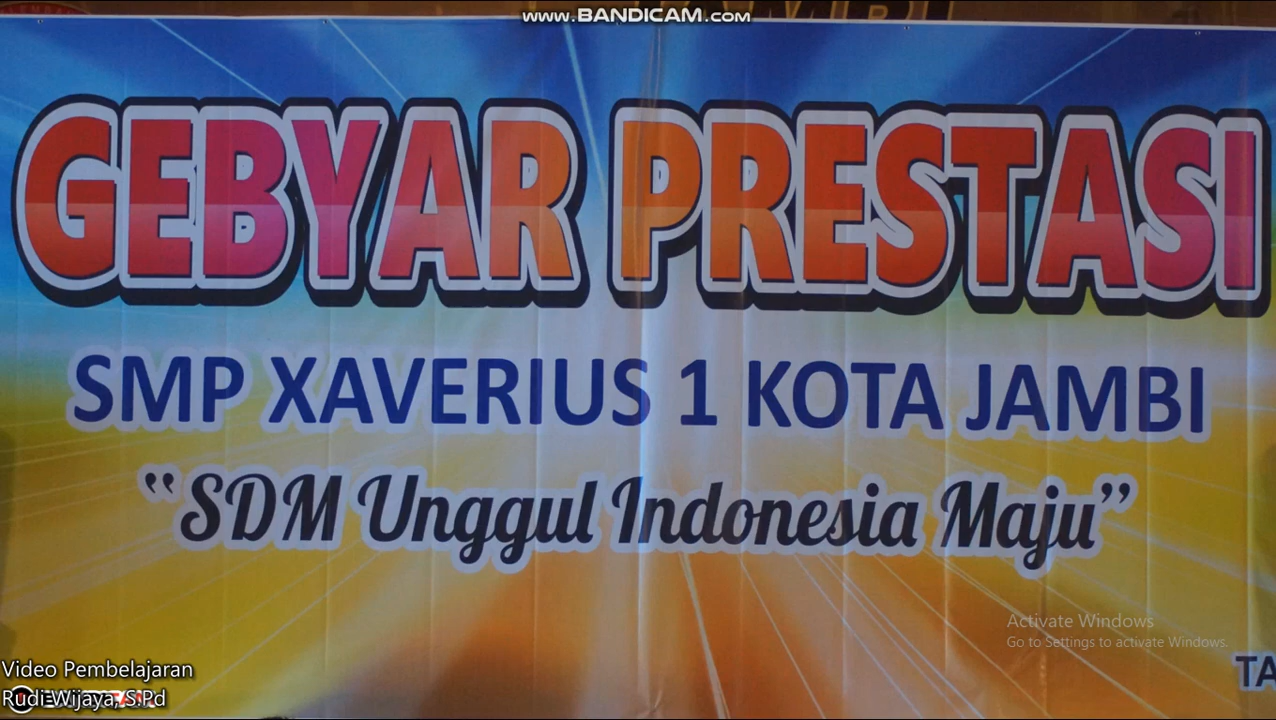 www.BANDICAM.com
GEBYAR PRESTASI
SMP XAVERIUS 1 KOTA JAMBI
"SDM Unggul Indonesia Maju"
Activate Windows
Go to Settings to activate Windows.
TA
Video Pembelajaran
Rudi Wijaya, S.Pd